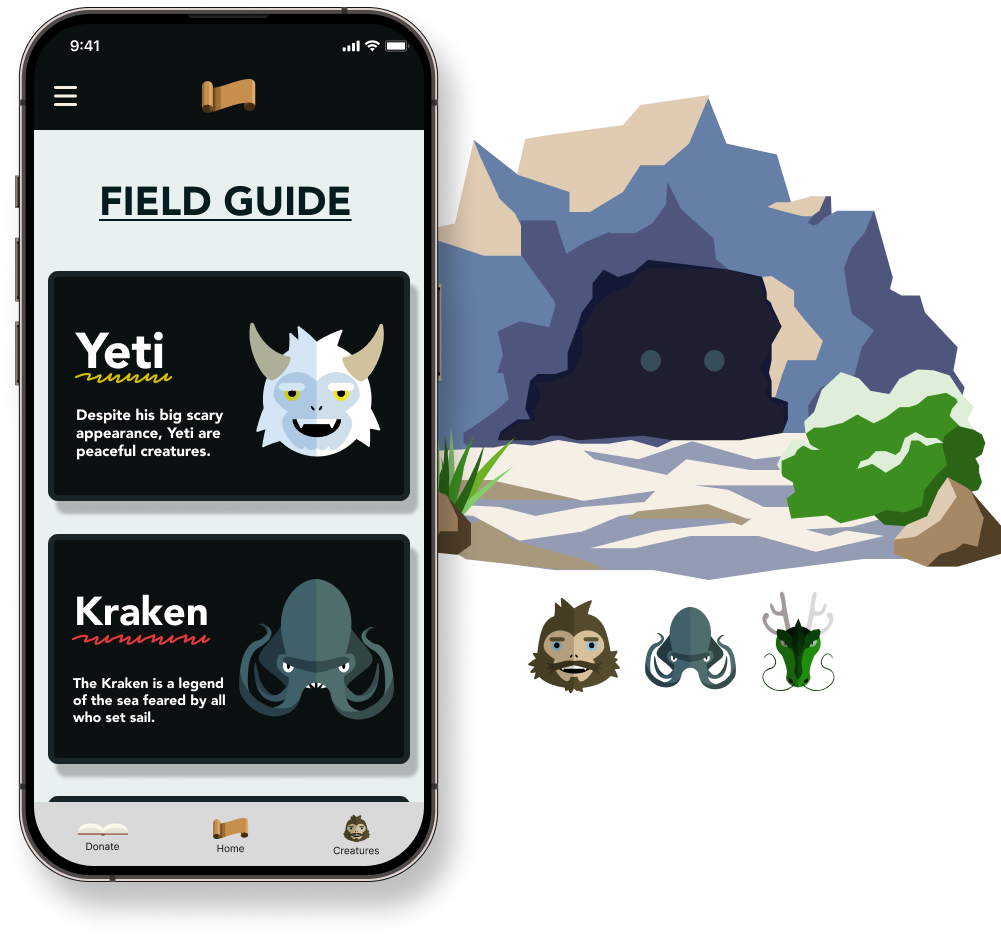 9:41
FIELD GUIDE
Yeti
Despite his big scary
appearance, Yeti are
peaceful creatures.
Kraken
The Kraken is a legend
of the sea feared by all
who set sail.
Donate
Home
Creatures